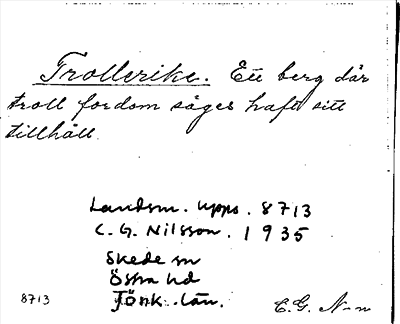 Trollerike. Ett berg där
troll fordom säges haft sitt
tillhåll.
Landsm. Upps. 8713
C. G. Nilsson. 1935
Skede sn
Östra hd
Jönk. län.
8713
C.G. N-n